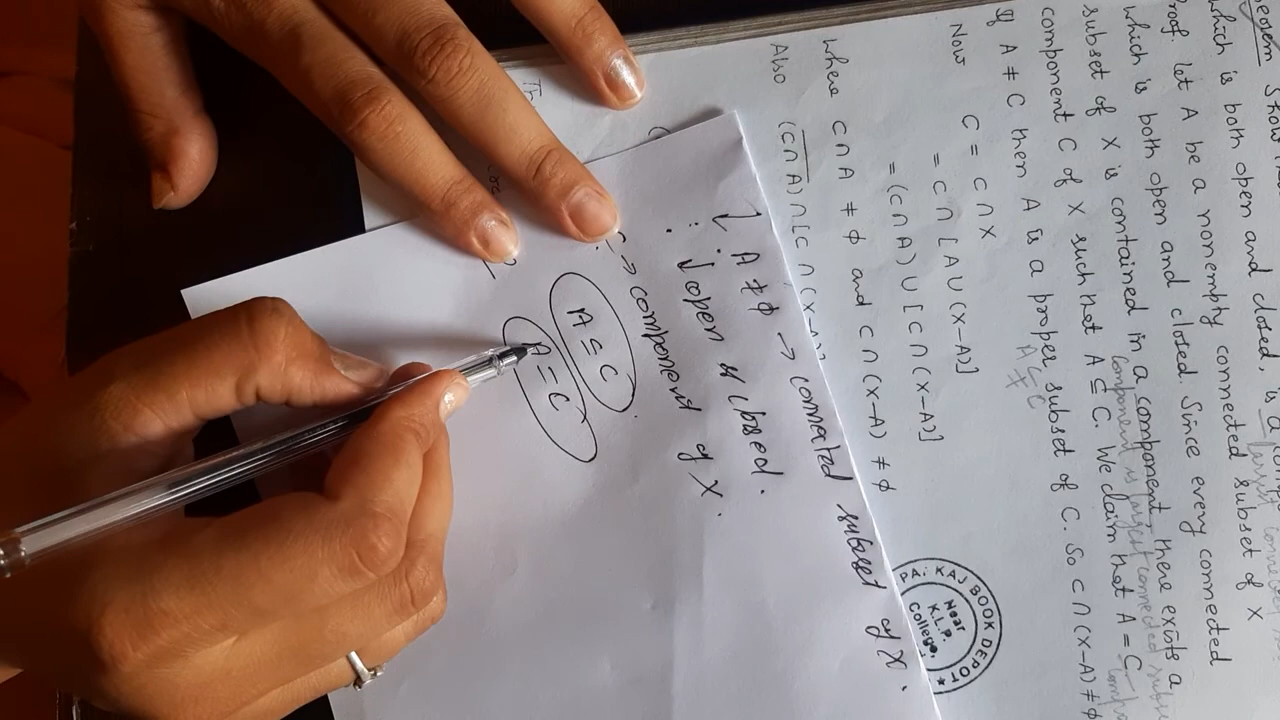 Theorem Show
which is both open and closed, is a
Proof. let A be a nonempty connected subset of X
which is both open and closed. Since every connected
subset of X is contained in a component, there exists a
component is largest connected
component C of X such that A ⊆ C. We claim that A = C
If A ≠ C then A is a proper subset of C. So C ∩ (X-A) ≠ ϕ
A ⊊ C
Now C = C ∩ X
= C ∩ [A ∪ (X-A)]
= (C ∩ A) ∪ [C ∩ (X-A)]
where C ∩ A ≠ ϕ and C ∩ (X-A) ≠ ϕ
Also (C ∩ A) ∩ [C ∩ (X-A)]
A ≠ ϕ → connected subset of X.
open & closed.
C → component of X.
A ⊆ C
A = C
PANKAJ BOOK DEPOT
Near
K.L.P.
College,